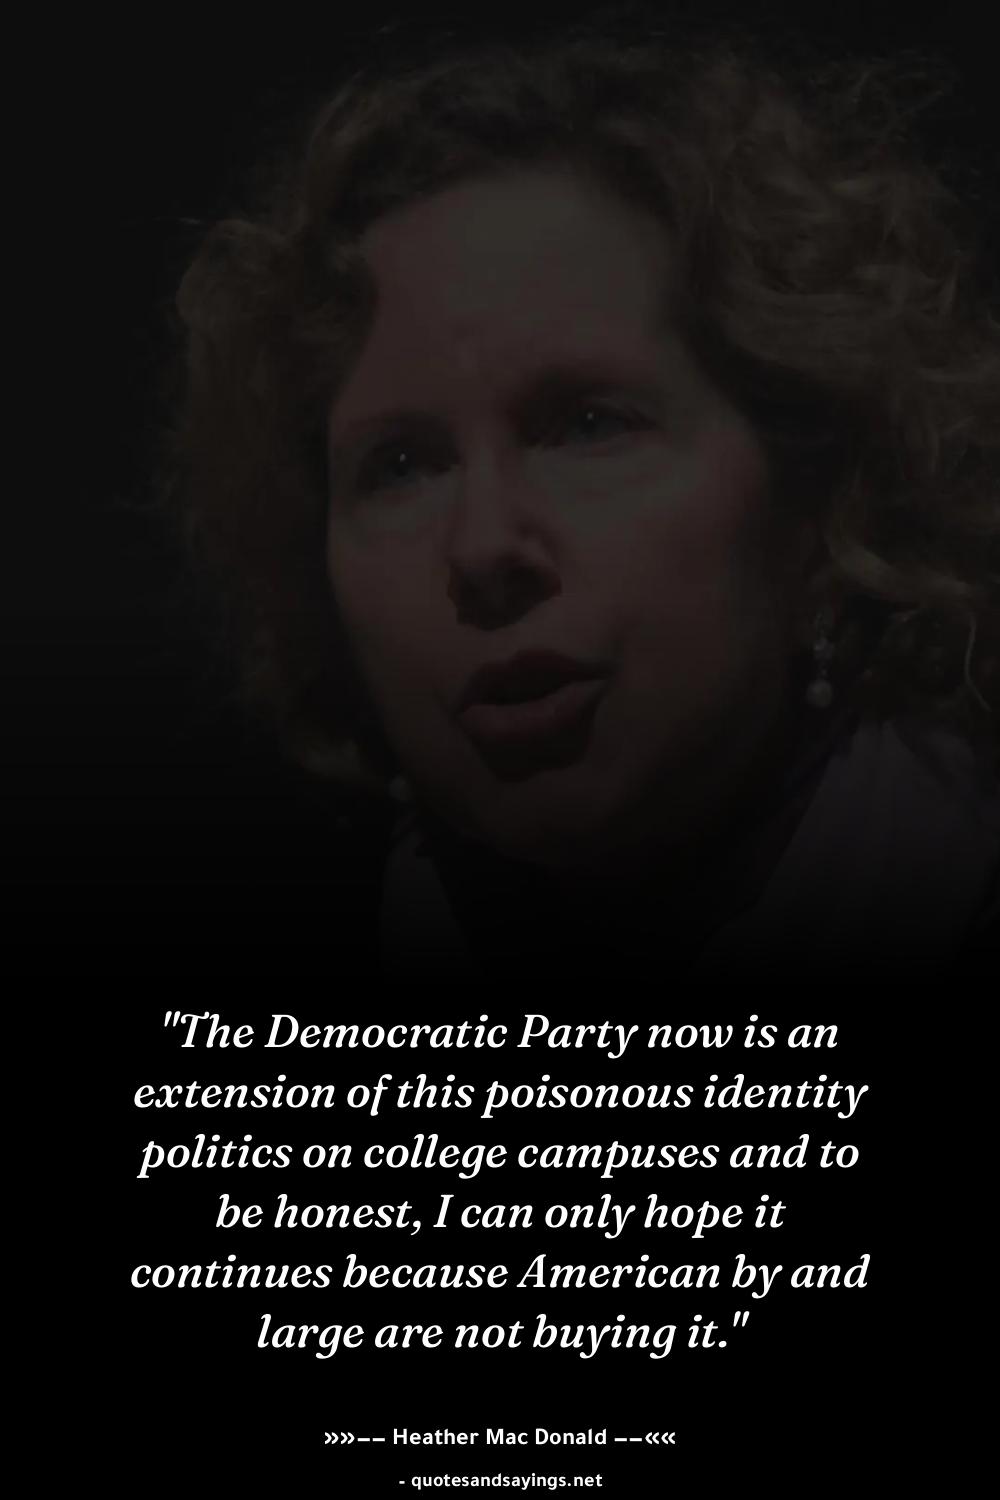 "The Democratic Party now is an
extension of this poisonous identity
politics on college campuses and to
be honest, I can only hope it
continues because American by and
large are not buying it."
»»−− Heather Mac Donald −−««
- quotesandsayings.net